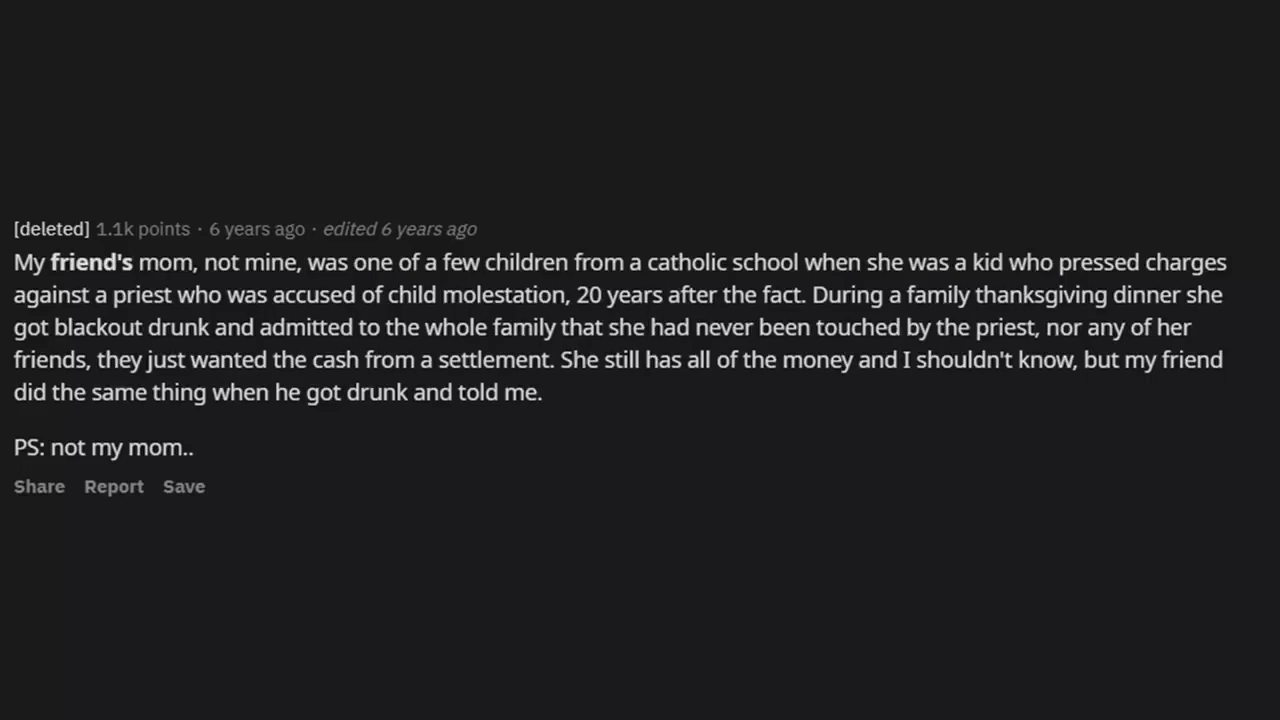 [deleted] 1.1k points · 6 years ago · edited 6 years ago
My friend's mom, not mine, was one of a few children from a catholic school when she was a kid who pressed charges
against a priest who was accused of child molestation, 20 years after the fact. During a family thanksgiving dinner she
got blackout drunk and admitted to the whole family that she had never been touched by the priest, nor any of her
friends, they just wanted the cash from a settlement. She still has all of the money and I shouldn't know, but my friend
did the same thing when he got drunk and told me.
PS: not my mom..
Share Report Save